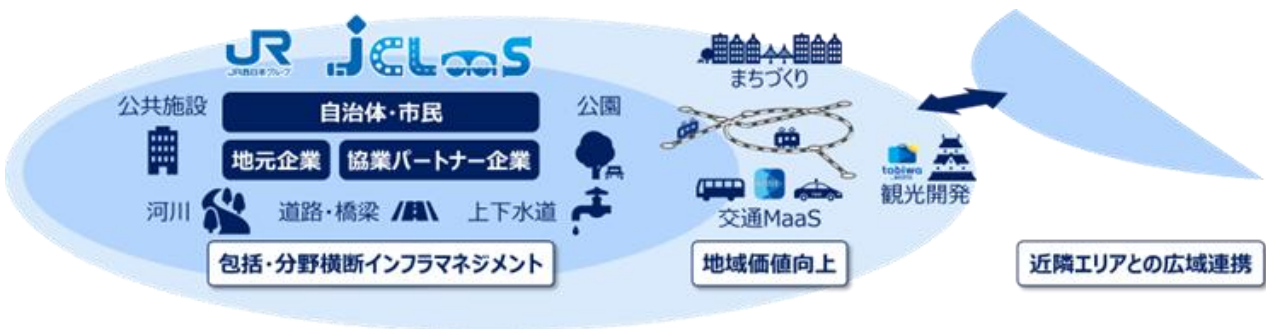 JR
JR西日本グループ
JCLaaS
まちづくり
公共施設
自治体・市民
公園
地元企業
協業パートナー企業
tabiwa
観光開発
河川
道路・橋梁
上下水道
交通MaaS
包括・分野横断インフラマネジメント
地域価値向上
近隣エリアとの広域連携